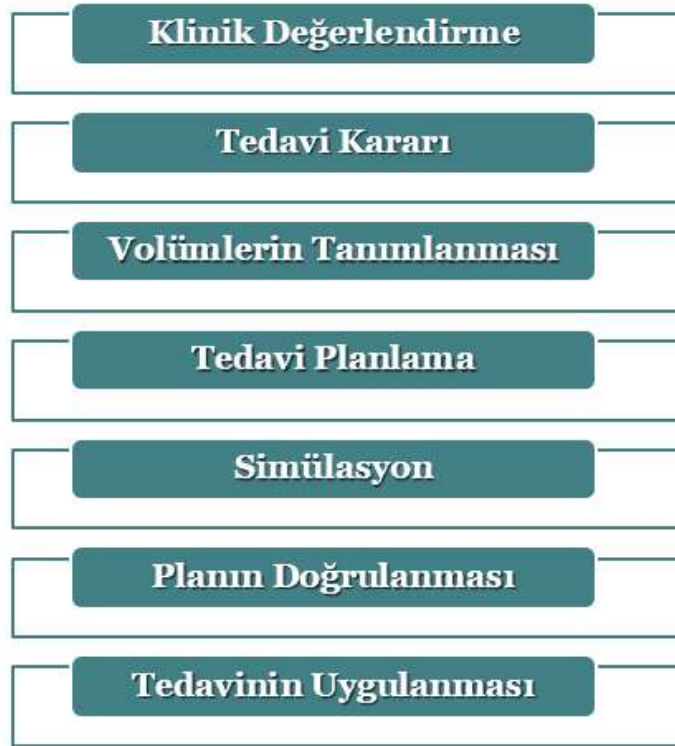 Klinik Değerlendirme
Tedavi Kararı
Volümlerin Tanımlanması
Tedavi Planlama
Simülasyon
Planın Doğrulanması
Tedavinin Uygulanması